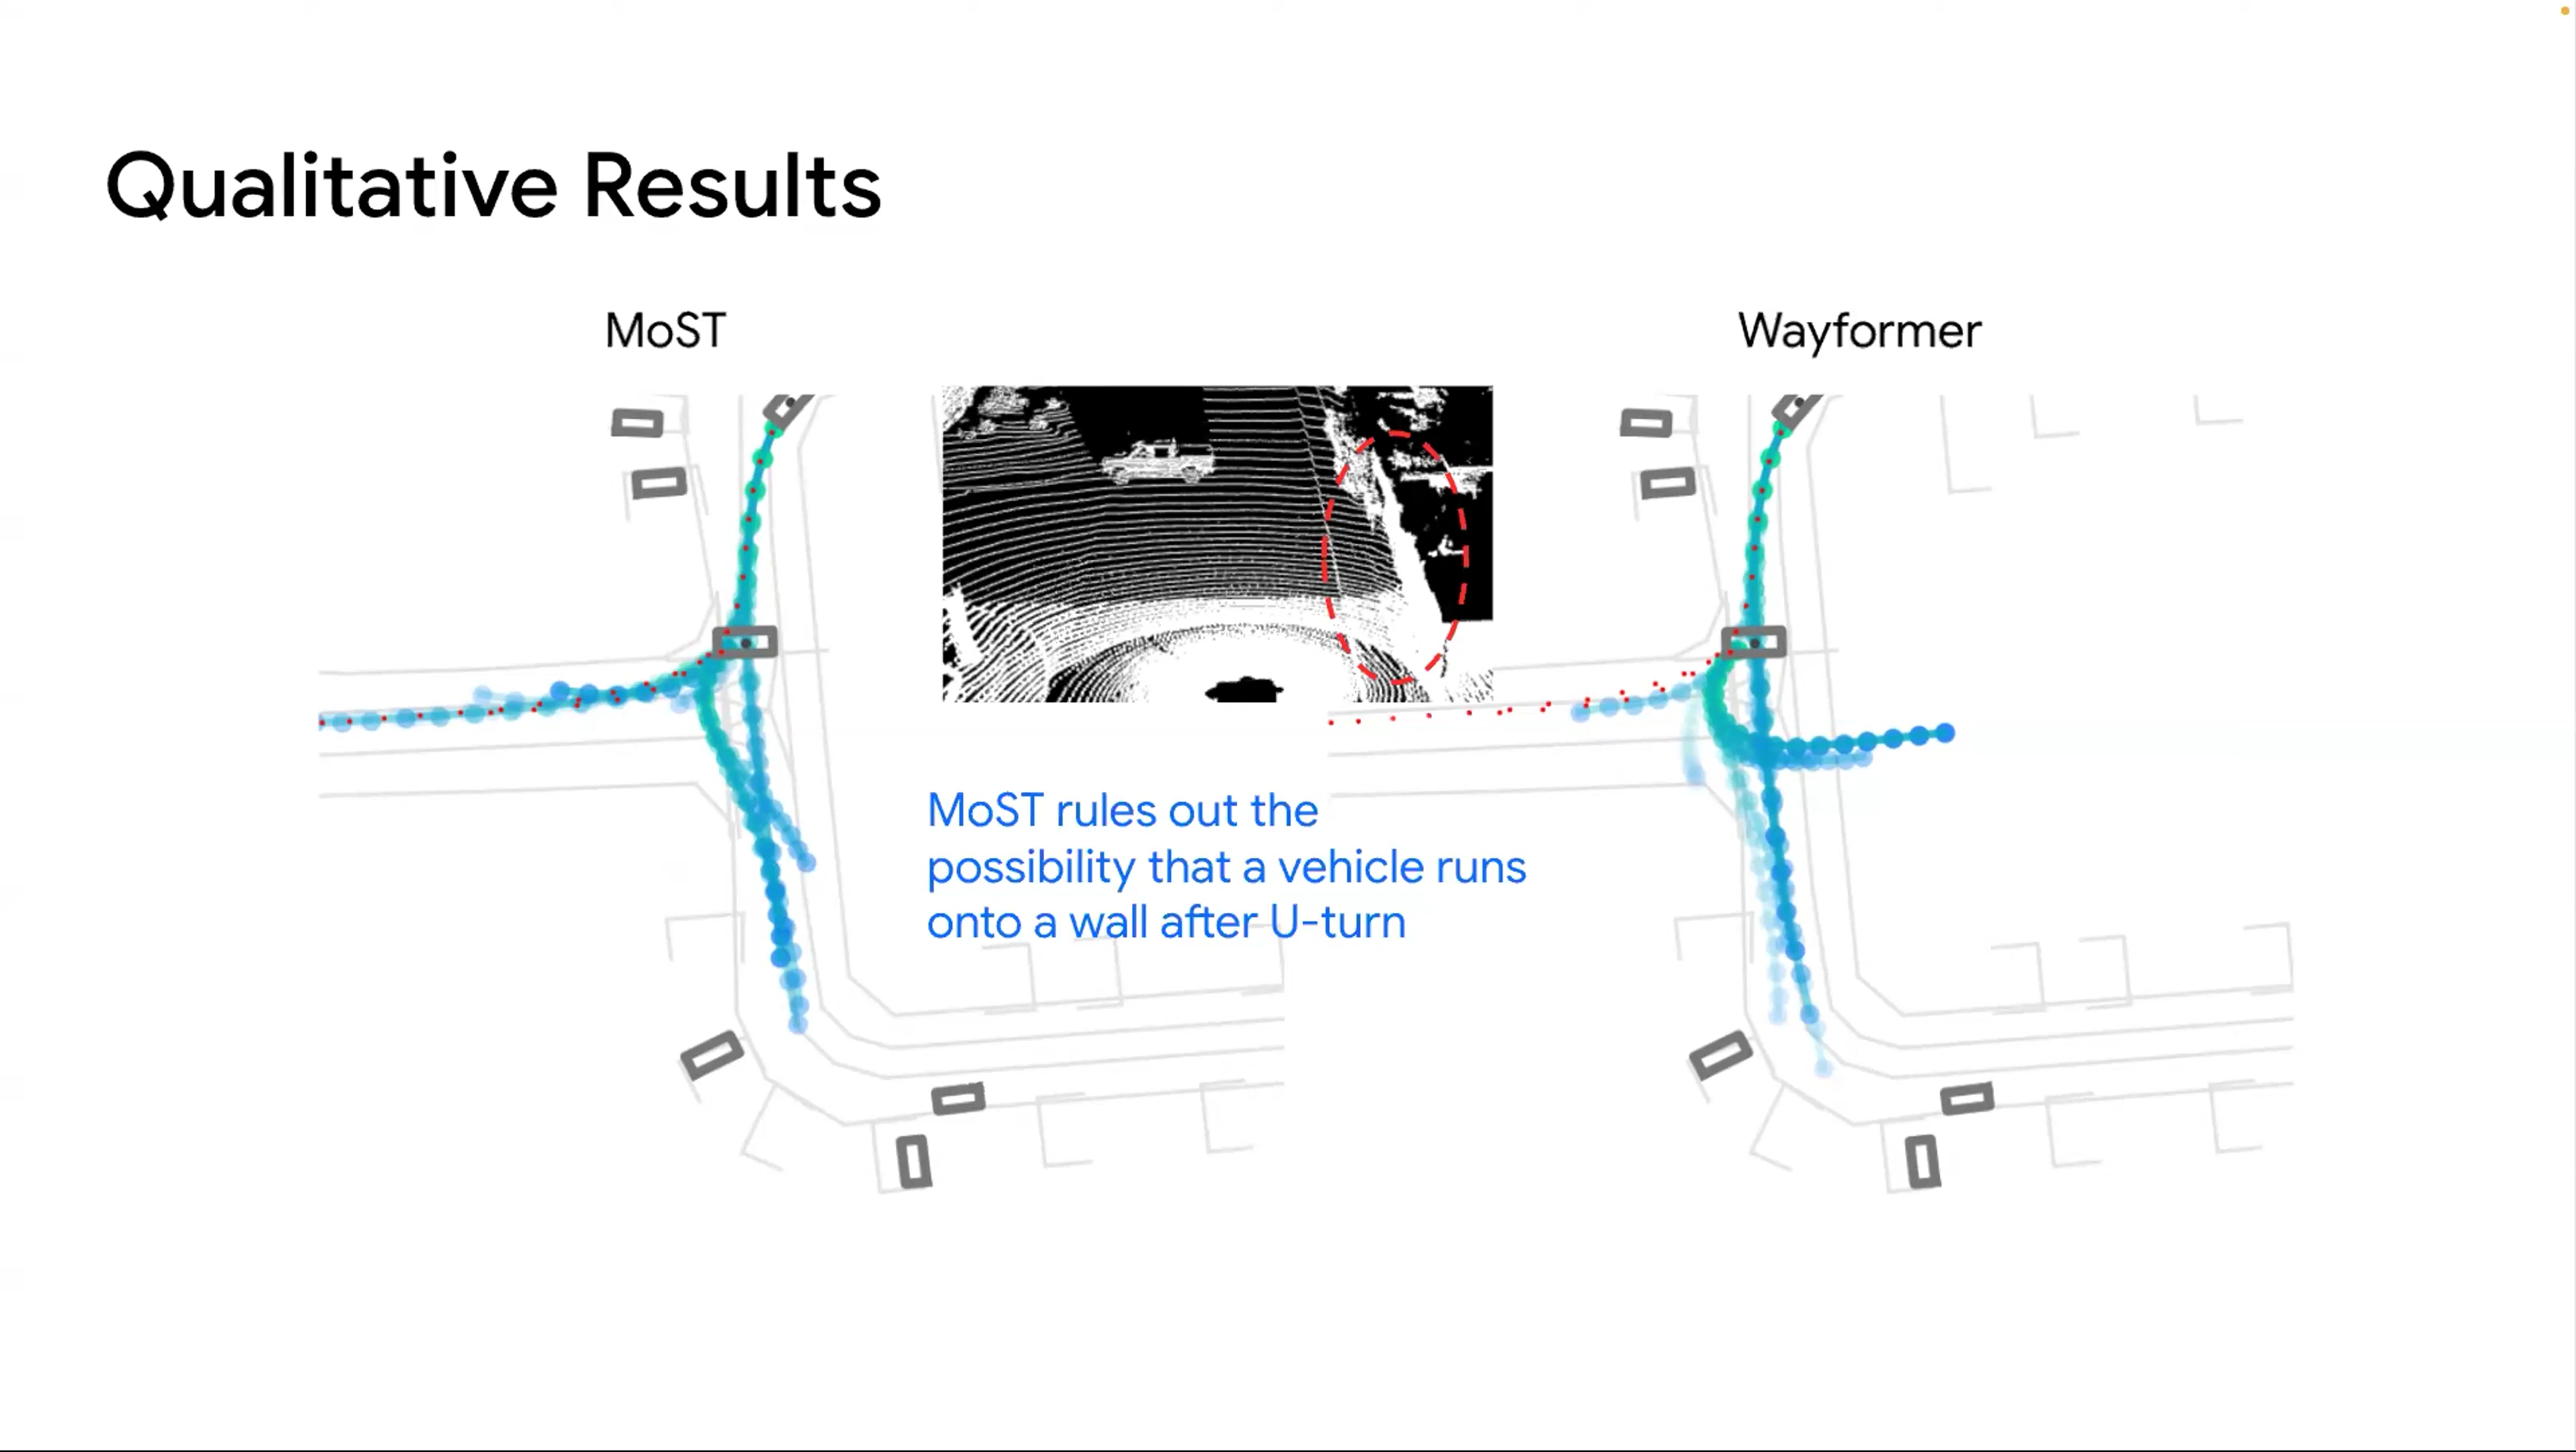 Qualitative Results
MoST
Wayformer
MoST rules out the
possibility that a vehicle runs
onto a wall after U-turn